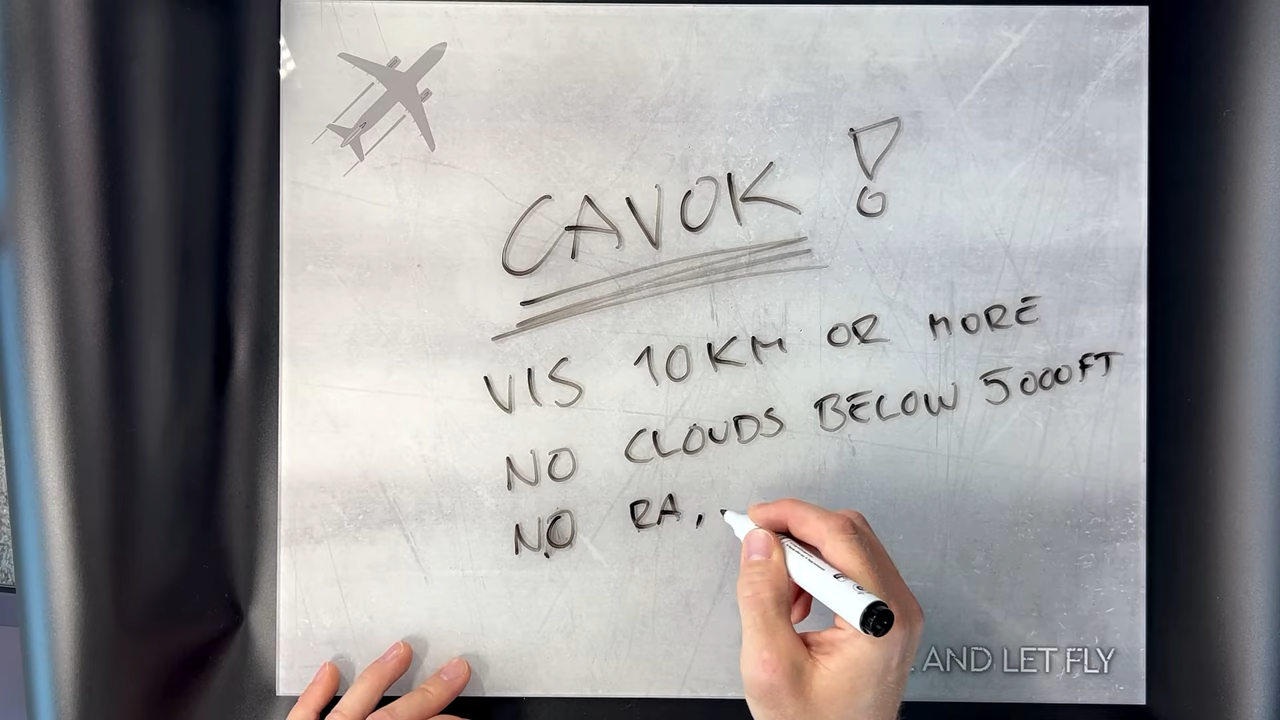 CAVOK!
VIS 10KM OR MORE
NO CLOUDS BELOW 5000FT
NO RA,
AND LET FLY